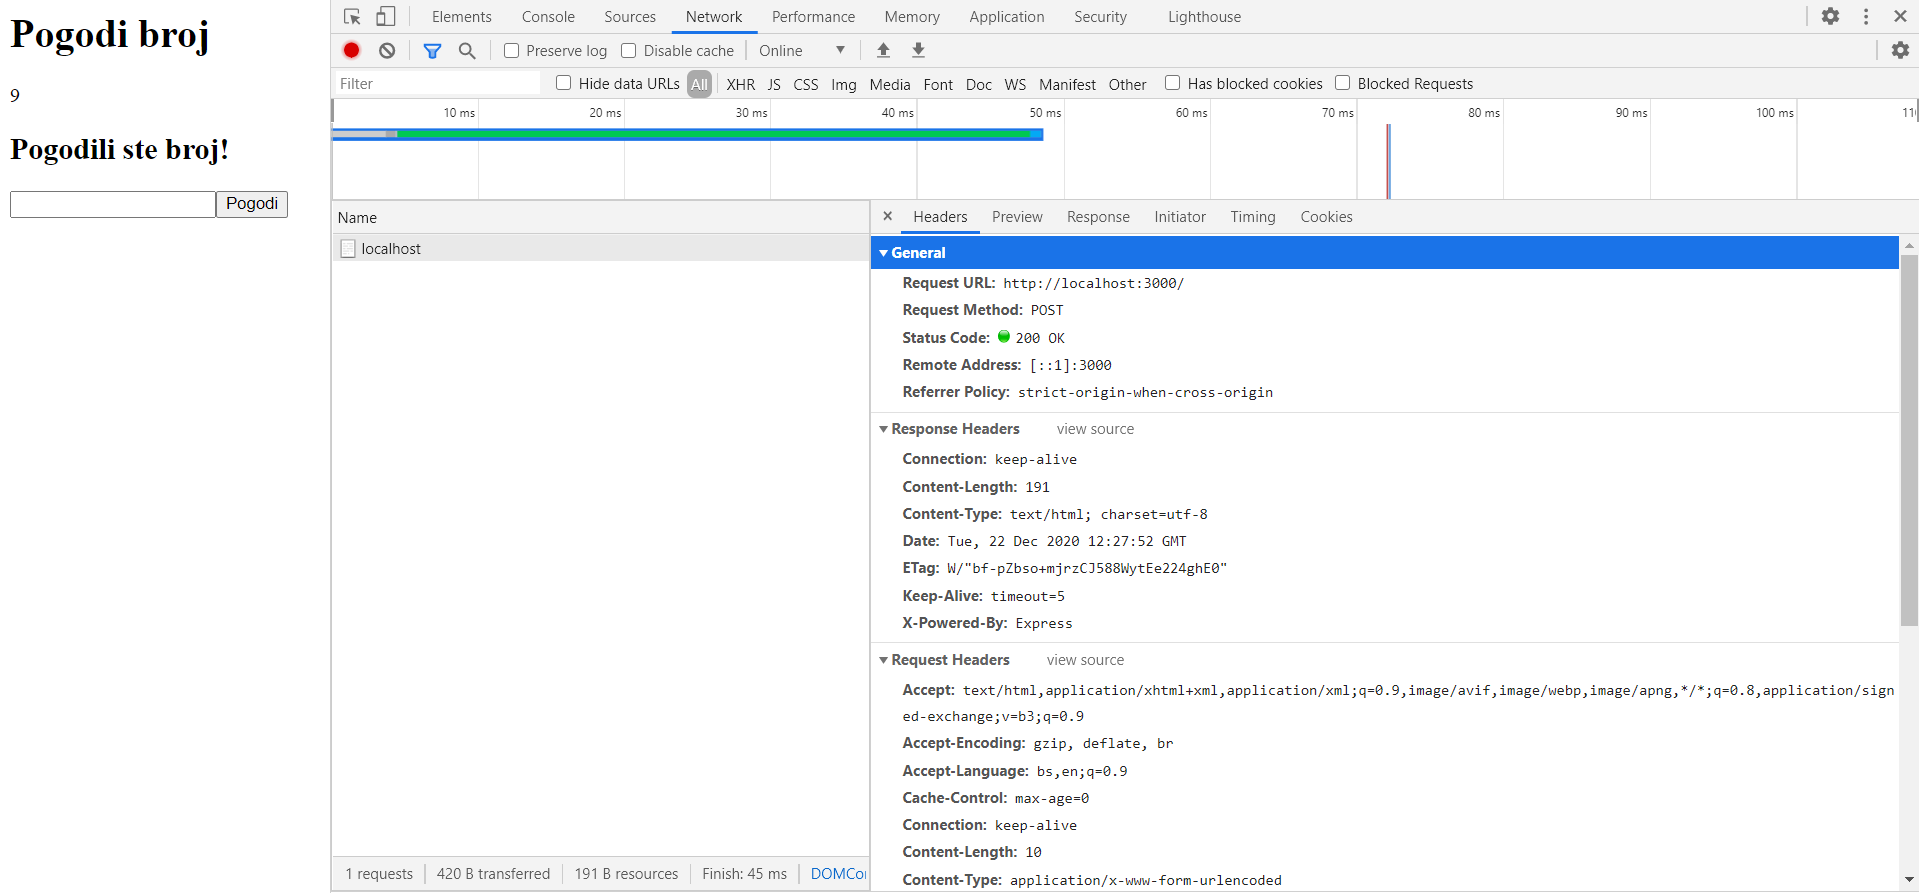 Pogodi broj
9
Pogodili ste broj!
Pogodi
Elements Console Sources Network Performance Memory Application Security Lighthouse
Preserve log Disable cache Online
Filter Hide data URLs All XHR JS CSS Img Media Font Doc WS Manifest Other Has blocked cookies Blocked Requests
10 ms 20 ms 30 ms 40 ms 50 ms 60 ms 70 ms 80 ms 90 ms 100 ms 11
Name
localhost
1 requests 420 B transferred 191 B resources Finish: 45 ms DOMCo
Headers Preview Response Initiator Timing Cookies
General
Request URL: http://localhost:3000/
Request Method: POST
Status Code: 200 OK
Remote Address: [::1]:3000
Referrer Policy: strict-origin-when-cross-origin
Response Headers view source
Connection: keep-alive
Content-Length: 191
Content-Type: text/html; charset=utf-8
Date: Tue, 22 Dec 2020 12:27:52 GMT
ETag: W/"bf-pZbso+mjrzCJ588WytEe224ghE0"
Keep-Alive: timeout=5
X-Powered-By: Express
Request Headers view source
Accept: text/html,application/xhtml+xml,application/xml;q=0.9,image/avif,image/webp,image/apng,*/*;q=0.8,application/sign
ed-exchange;v=b3;q=0.9
Accept-Encoding: gzip, deflate, br
Accept-Language: bs,en;q=0.9
Cache-Control: max-age=0
Connection: keep-alive
Content-Length: 10
Content-Type: application/x-www-form-urlencoded